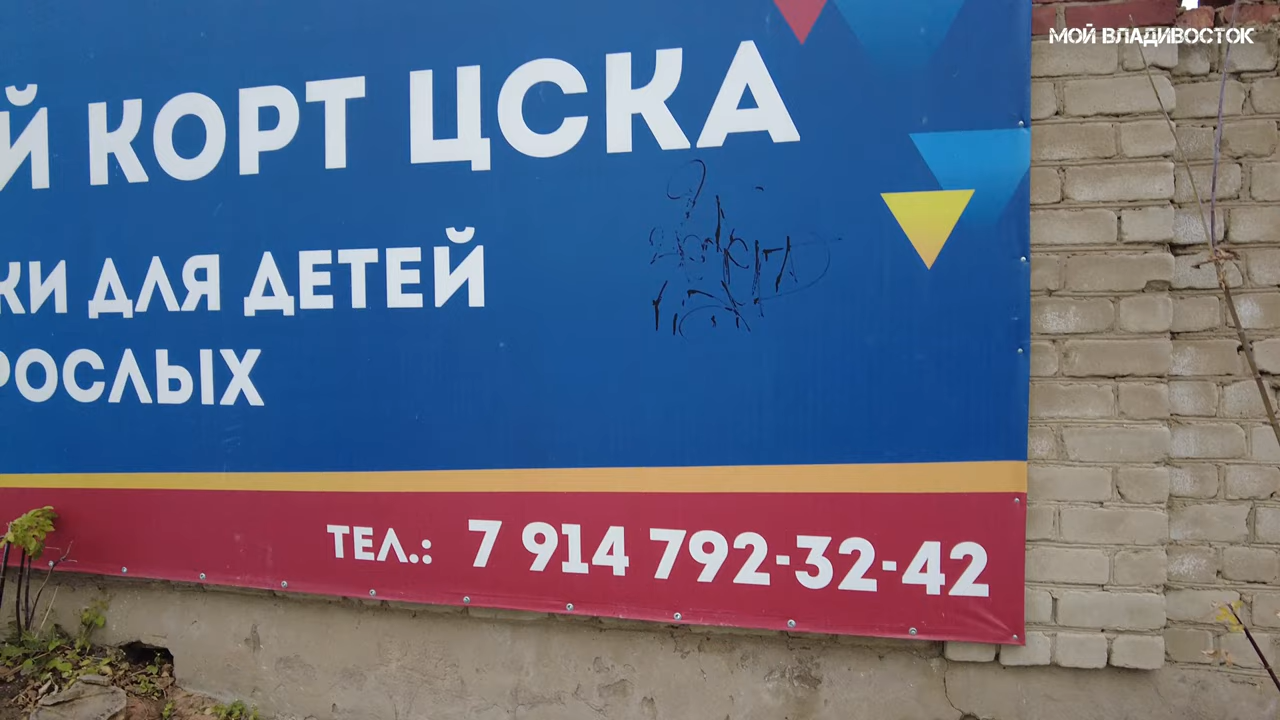 МОЙ ВЛАДИВОСТОК
Й КОРТ ЦСКА
КИ ДЛЯ ДЕТЕЙ
РОСЛЫХ
ТЕЛ.: 7 914 792-32-42